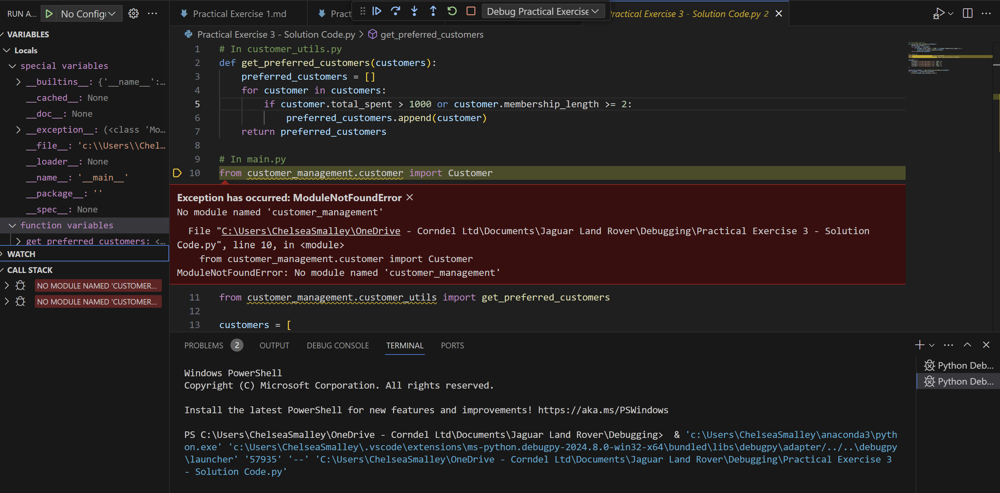 RUN A...
No Config
Practical Exercise 1.md
Pract
Debug Practical Exercise
Practical Exercise 3 - Solution Code.py 2
VARIABLES
Locals
special variables
__builtins__: {'__name__':…
__cached__: None
__doc__: None
__exception__: (<class 'Mo…
__file__: 'c:\\Users\\Chel…
__loader__: None
__name__: '__main__'
__package__: ''
__spec__: None
function variables
get_preferred_customers: <…
WATCH
CALL STACK
NO MODULE NAMED 'CUSTOMER...
NO MODULE NAMED 'CUSTOMER...
Practical Exercise 3 - Solution Code.py > get_preferred_customers
1 # In customer_utils.py
2 def get_preferred_customers(customers):
3 preferred_customers = []
4 for customer in customers:
5 if customer.total_spent > 1000 or customer.membership_length >= 2:
6 preferred_customers.append(customer)
7 return preferred_customers
8
9 # In main.py
10 from customer_management.customer import Customer
Exception has occurred: ModuleNotFoundError
No module named 'customer_management'
File "C:\Users\ChelseaSmalley\OneDrive - Corndel Ltd\Documents\Jaguar Land Rover\Debugging\Practical Exercise 3 - Solution
Code.py", line 10, in <module>
from customer_management.customer import Customer
ModuleNotFoundError: No module named 'customer_management'
11 from customer_management.customer_utils import get_preferred_customers
12
13 customers = [
PROBLEMS 2 OUTPUT DEBUG CONSOLE TERMINAL PORTS
Windows PowerShell
Copyright (C) Microsoft Corporation. All rights reserved.
Install the latest PowerShell for new features and improvements! https://aka.ms/PSWindows
PS C:\Users\ChelseaSmalley\OneDrive - Corndel Ltd\Documents\Jaguar Land Rover\Debugging>  & 'c:\Users\ChelseaSmalley\anaconda3\pyth
on.exe' 'c:\Users\ChelseaSmalley\.vscode\extensions\ms-python.debugpy-2024.8.0-win32-x64\bundled\libs\debugpy\adapter/../..\debugpy
\launcher' '57935' '--' 'C:\Users\ChelseaSmalley\OneDrive - Corndel Ltd\Documents\Jaguar Land Rover\Debugging\Practical Exercise 3
- Solution Code.py'
Python Deb...
Python Deb...